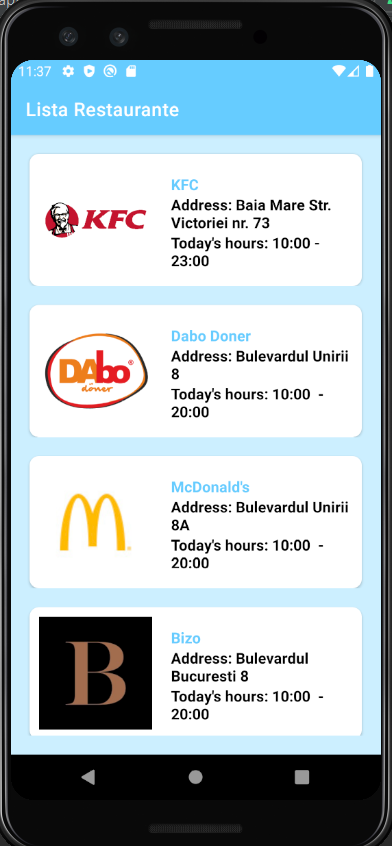 11:37
Lista Restaurante
KFC
KFC
Address: Baia Mare Str.
Victoriei nr. 73
Today's hours: 10:00 -
23:00
DAbo
döner
Dabo Doner
Address: Bulevardul Unirii
8
Today's hours: 10:00  -
20:00
McDonald's
Address: Bulevardul Unirii
8A
Today's hours: 10:00  -
20:00
B
Bizo
Address: Bulevardul
Bucuresti 8
Today's hours: 10:00  -
20:00